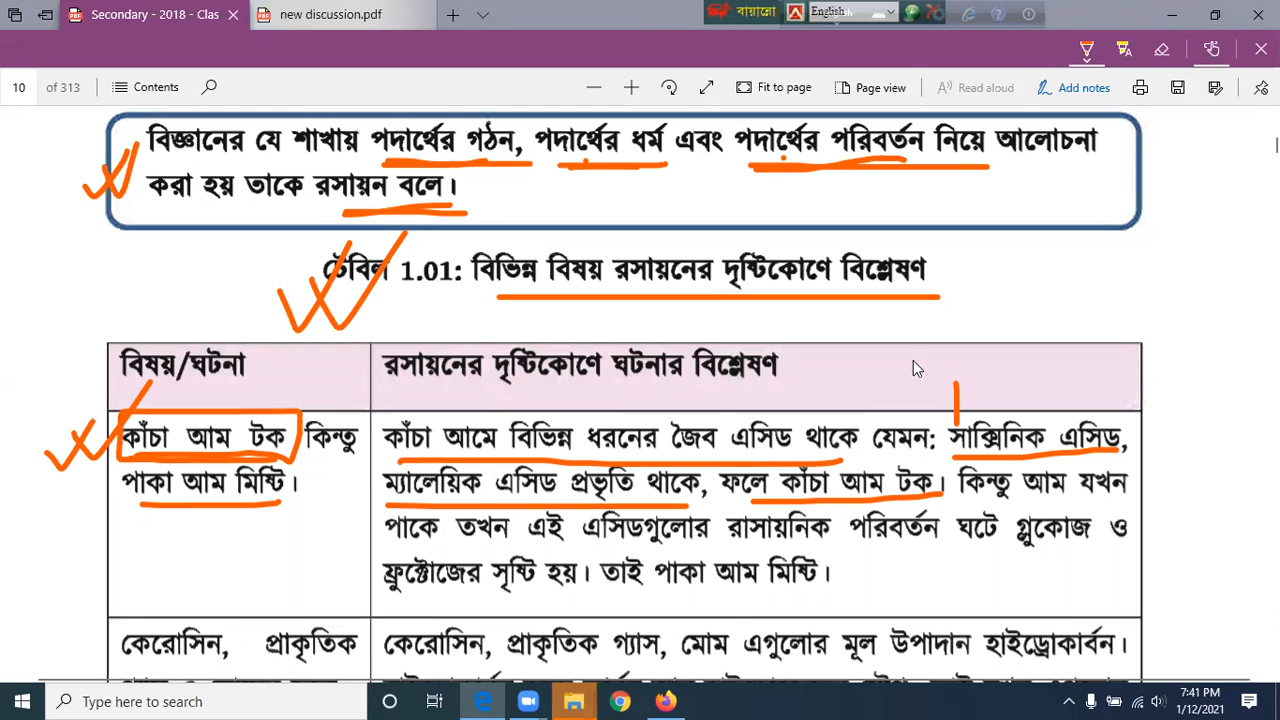 Secondary - 2018 - Clas
new discussion.pdf
বায়ান্নো
English
10 of 313
Contents
Fit to page
Page view
Read aloud
Add notes
বিজ্ঞানের যে শাখায় পদার্থের গঠন, পদার্থের ধর্ম এবং পদার্থের পরিবর্তন নিয়ে আলোচনা
করা হয় তাকে রসায়ন বলে।
টেবিল 1.01: বিভিন্ন বিষয় রসায়নের দৃষ্টিকোণে বিশ্লেষণ
বিষয়/ঘটনা
রসায়নের দৃষ্টিকোণে ঘটনার বিশ্লেষণ
কাঁচা আম টক কিন্তু
পাকা আম মিষ্টি।
কাঁচা আমে বিভিন্ন ধরনের জৈব এসিড থাকে যেমন: সাক্সিনিক এসিড,
ম্যালেয়িক এসিড প্রভৃতি থাকে, ফলে কাঁচা আম টক। কিন্তু আম যখন
পাকে তখন এই এসিডগুলোর রাসায়নিক পরিবর্তন ঘটে গ্লুকোজ ও
ফ্রুক্টোজের সৃষ্টি হয়। তাই পাকা আম মিষ্টি।
কেরোসিন, প্রাকৃতিক
কেরোসিন, প্রাকৃতিক গ্যাস, মোম এগুলোর মূল উপাদান হাইড্রোকার্বন।
Type here to search
7:41 PM
1/12/2021